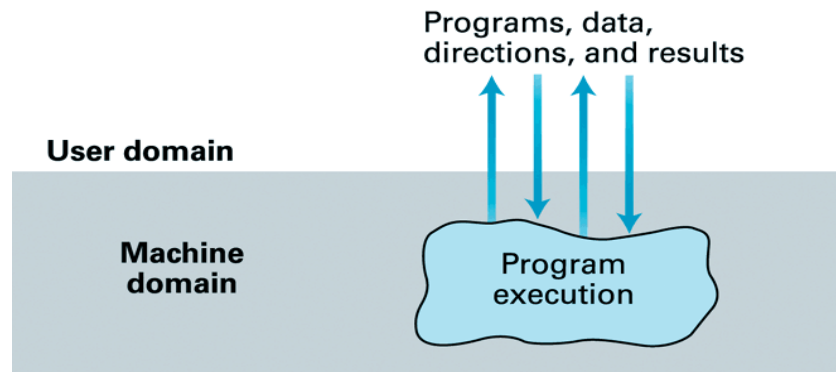 Programs, data,
directions, and results
User domain
Machine
domain
Program
execution